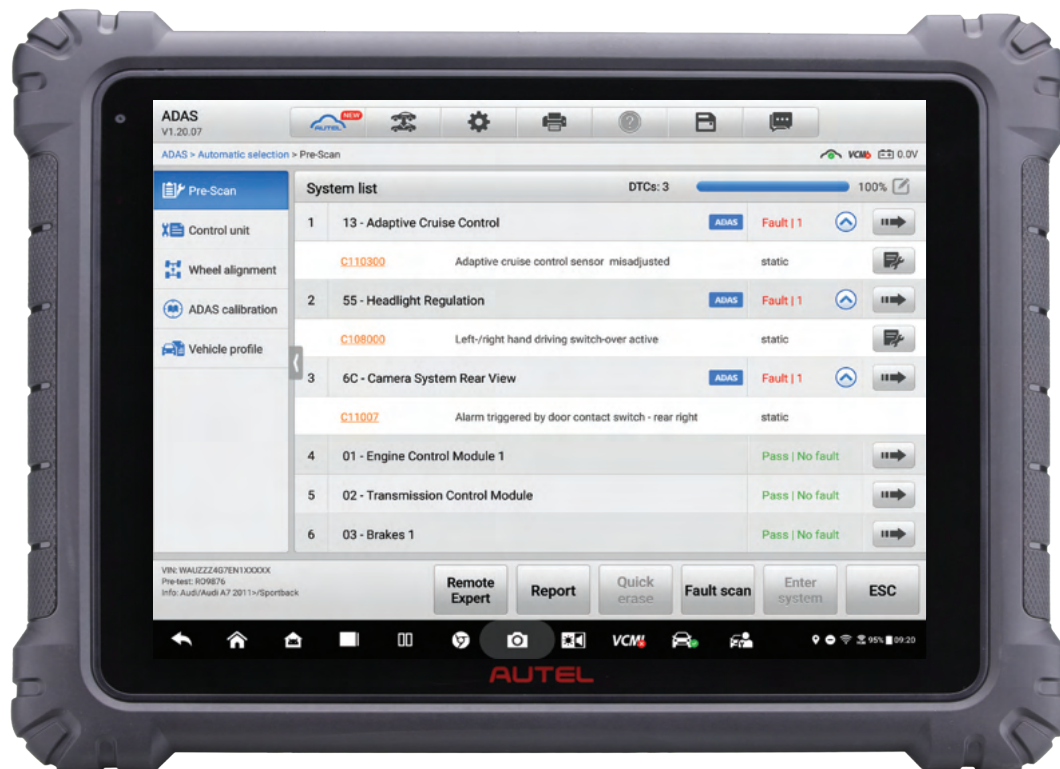 ADAS
V1.20.07
AUTEL NEW
ADAS > Automatic selection > Pre-Scan
VCMI 0.0V
Pre-Scan
Control unit
Wheel alignment
ADAS calibration
Vehicle profile
System list DTCs: 3 100%
1 13 - Adaptive Cruise Control ADAS Fault | 1
C110300 Adaptive cruise control sensor misadjusted static
2 55 - Headlight Regulation ADAS Fault | 1
C108000 Left-/right hand driving switch-over active static
3 6C - Camera System Rear View ADAS Fault | 1
C11007 Alarm triggered by door contact switch - rear right static
4 01 - Engine Control Module 1 Pass | No fault
5 02 - Transmission Control Module Pass | No fault
6 03 - Brakes 1 Pass | No fault
VIN: WAUZZZ4G7EN1XXXXX
Pre-test: RO9876
Info: Audi/Audi A7 2011>/Sportback
Remote
Expert
Report
Quick
erase
Fault scan
Enter
system
ESC
VCMI 95% 09:20
AUTEL